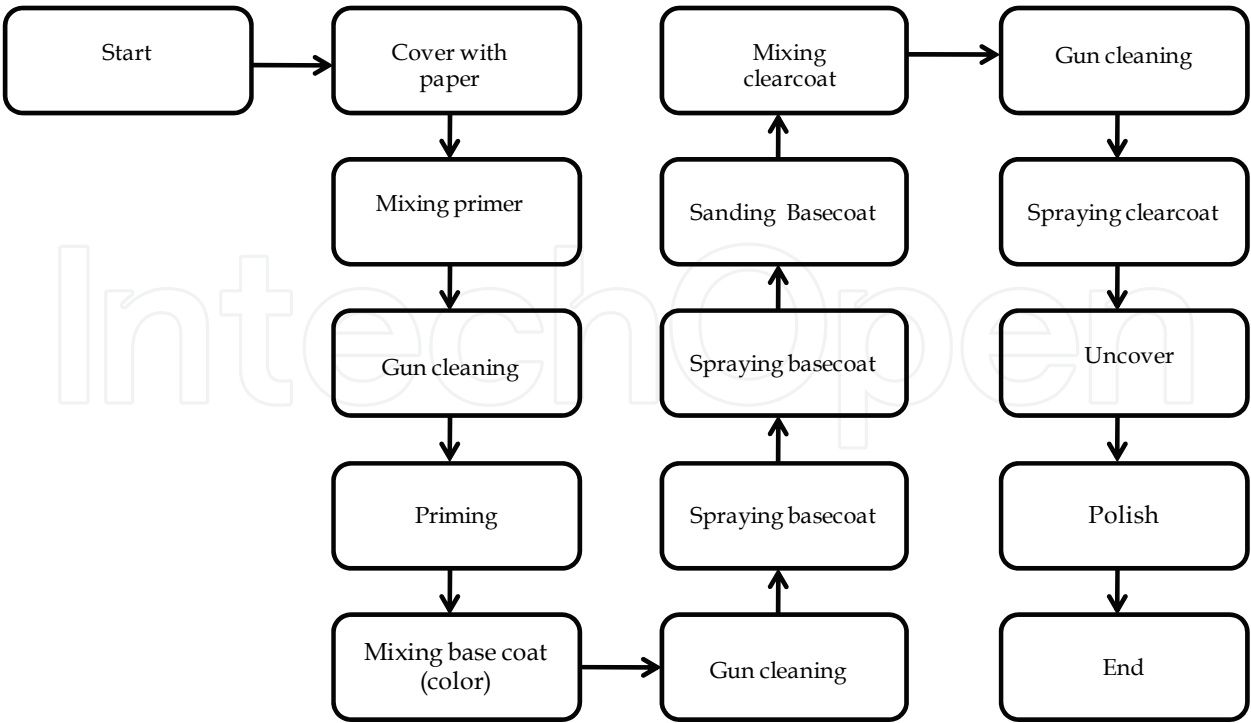 Start
Cover with
paper
Mixing primer
Gun cleaning
Priming
Mixing base coat
(color)
Gun cleaning
Spraying basecoat
Spraying basecoat
Sanding Basecoat
Mixing
clearcoat
Gun cleaning
Spraying clearcoat
Uncover
Polish
End
IntechOpen